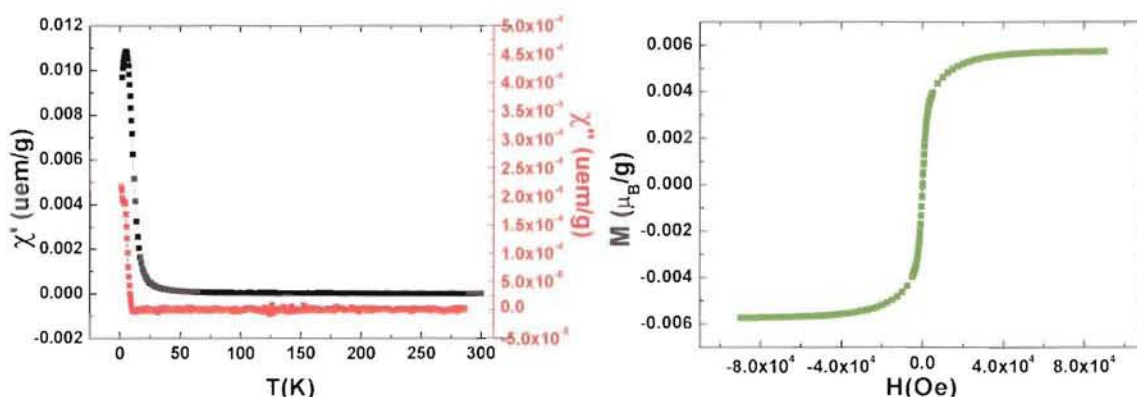 0.012
0.010
0.008
0.006
0.004
0.002
0.000
-0.002
χ' (uem/g)
0
50
100
150
200
250
300
T(K)
5.0x10⁻⁴
4.5x10⁻⁴
4.0x10⁻⁴
3.5x10⁻⁴
3.0x10⁻⁴
2.5x10⁻⁴
2.0x10⁻⁴
1.5x10⁻⁴
1.0x10⁻⁴
5.0x10⁻⁵
0.0
-5.0x10⁻⁵
χ'' (uem/g)
0.006
0.004
0.002
0.000
-0.002
-0.004
-0.006
M (μ_B/g)
-8.0x10⁴
-4.0x10⁴
0.0
4.0x10⁴
8.0x10⁴
H(Oe)